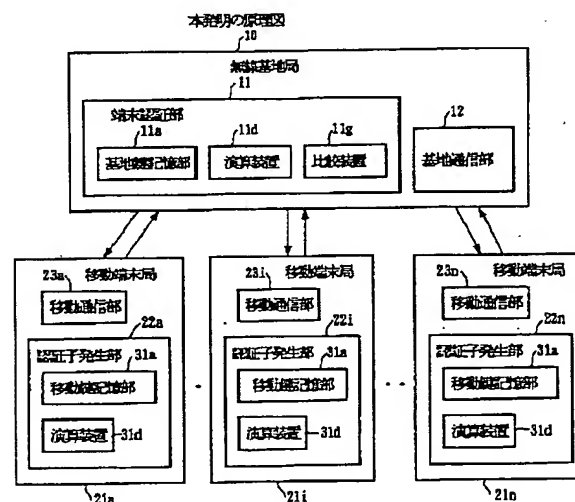 本発明の原理図
10
無線基地局
11
端末認証部
11a
11d
11g
12
基地鍵記憶部
演算装置
比較装置
基地通信部
23a
移動端末局
移動通信部
22a
認証子発生部
31a
移動鍵記憶部
演算装置
31d
21a
23i
移動端末局
移動通信部
22i
認証子発生部
31a
移動鍵記憶部
演算装置
31d
21i
23n
移動端末局
移動通信部
22n
認証子発生部
31a
移動鍵記憶部
演算装置
31d
21n